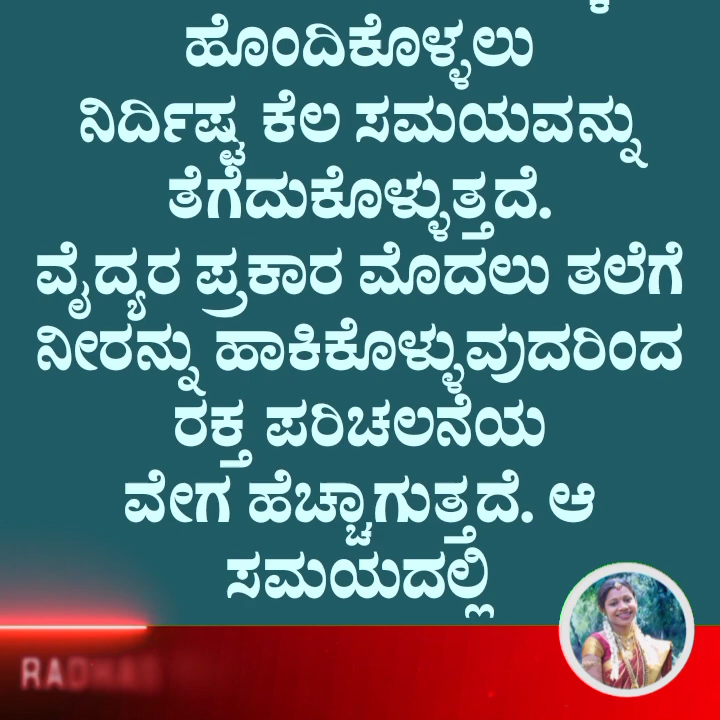 ಹೊಂದಿಕೊಳ್ಳಲು
ನಿರ್ದಿಷ್ಟ ಕೆಲ ಸಮಯವನ್ನು
ತೆಗೆದುಕೊಳ್ಳುತ್ತದೆ.
ವೈದ್ಯರ ಪ್ರಕಾರ ಮೊದಲು ತಲೆಗೆ
ನೀರನ್ನು ಹಾಕಿಕೊಳ್ಳುವುದರಿಂದ
ರಕ್ತ ಪರಿಚಲನೆಯ
ವೇಗ ಹೆಚ್ಚಾಗುತ್ತದೆ. ಆ
ಸಮಯದಲ್ಲಿ